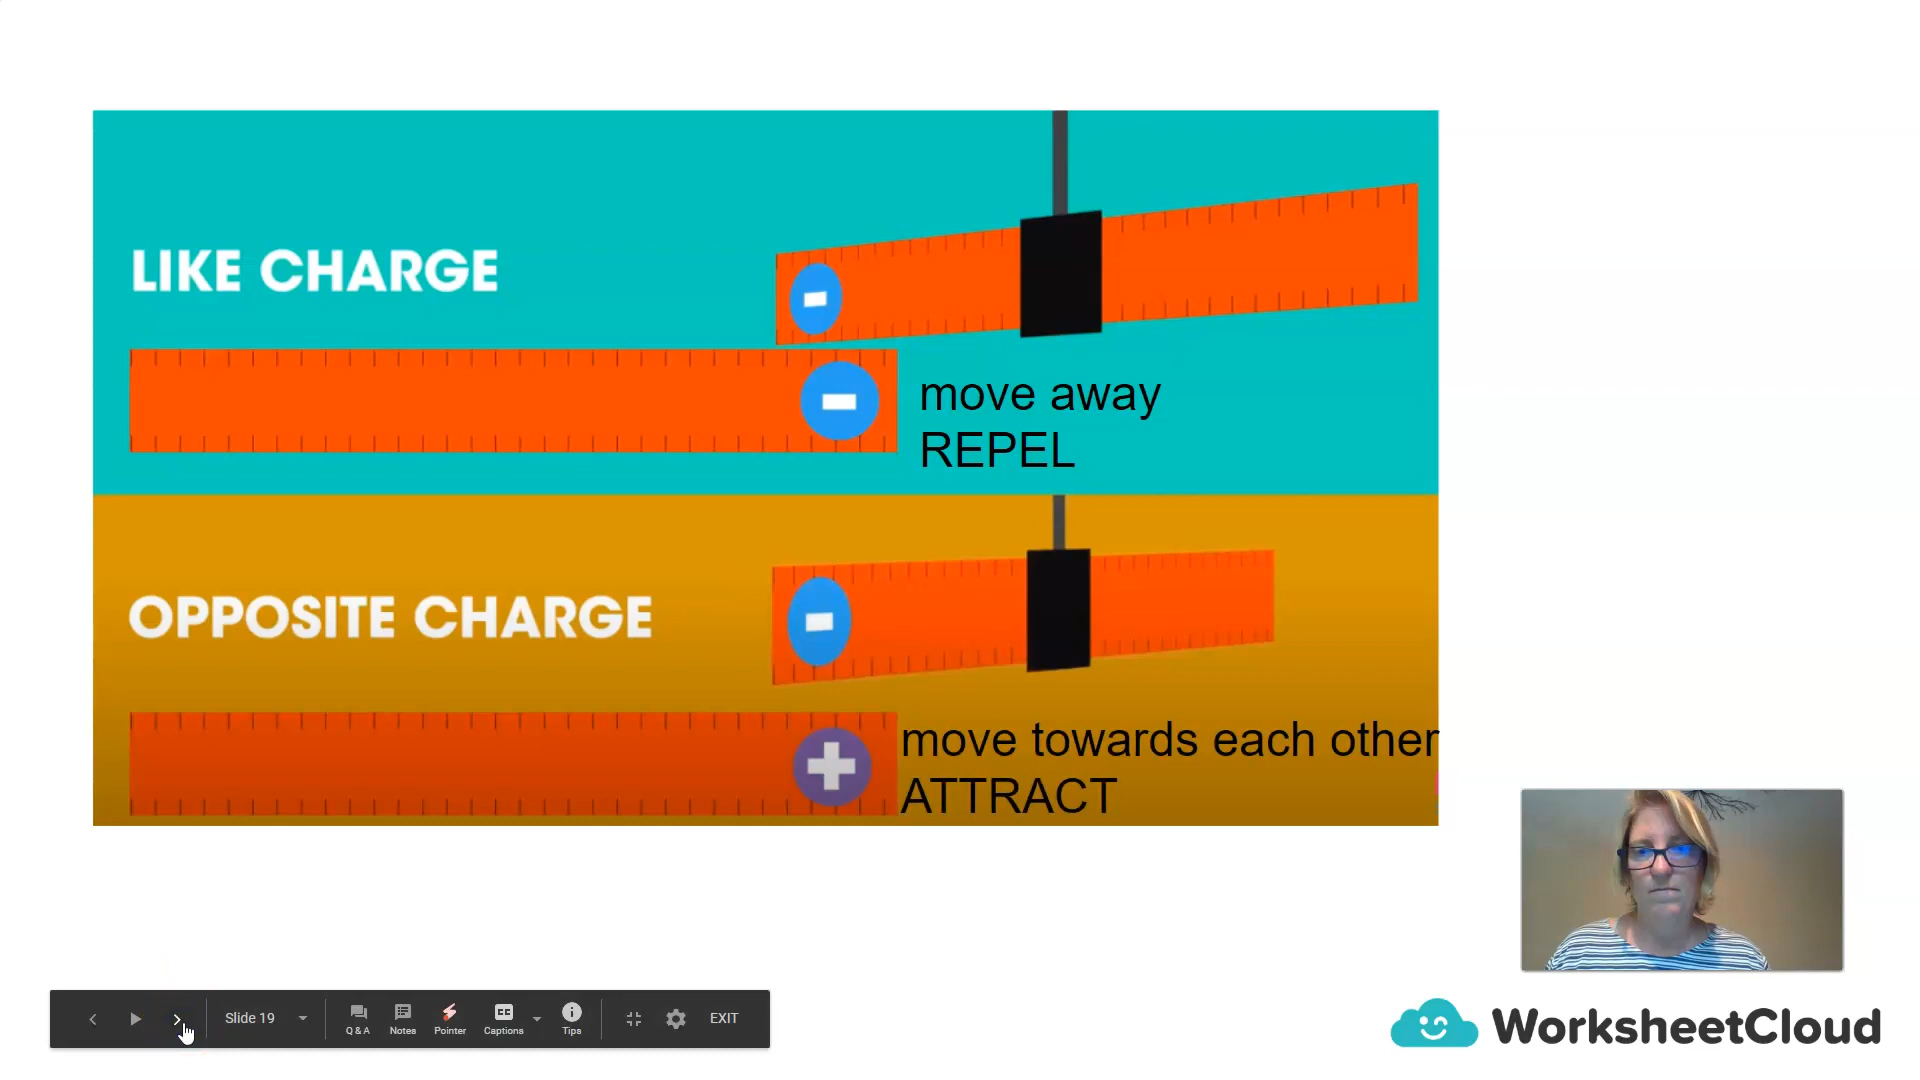 LIKE CHARGE
move away
REPEL
OPPOSITE CHARGE
move towards each other
ATTRACT
Slide 19
Q & A
Notes
Pointer
CC
Captions
Tips
EXIT
WorksheetCloud